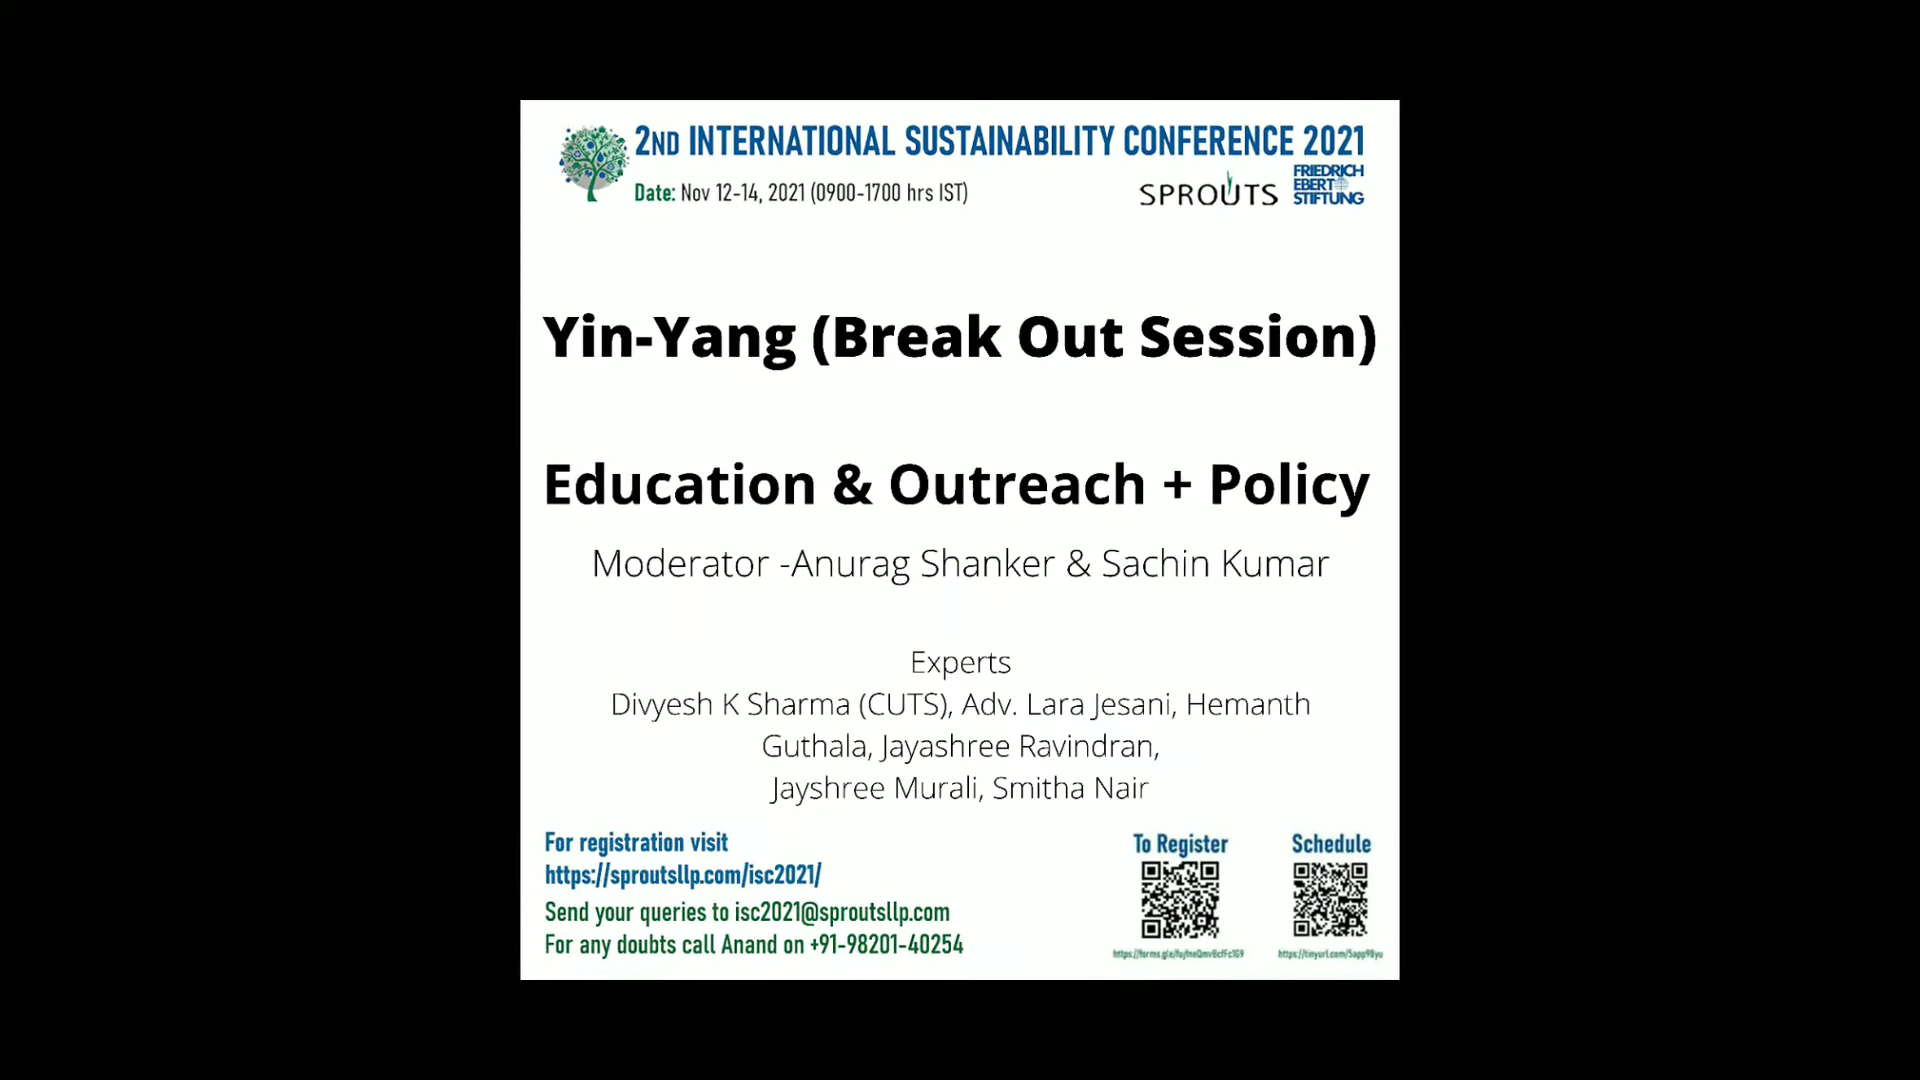 2ND INTERNATIONAL SUSTAINABILITY CONFERENCE 2021
Date: Nov 12-14, 2021 (0900-1700 hrs IST)
SPROUTS
FRIEDRICH
EBERT
STIFTUNG
Yin-Yang (Break Out Session)
Education & Outreach + Policy
Moderator -Anurag Shanker & Sachin Kumar
Experts
Divyesh K Sharma (CUTS), Adv. Lara Jesani, Hemanth
Guthala, Jayashree Ravindran,
Jayshree Murali, Smitha Nair
For registration visit
https://sproutsllp.com/isc2021/
Send your queries to isc2021@sproutsllp.com
For any doubts call Anand on +91-98201-40254
To Register
Schedule